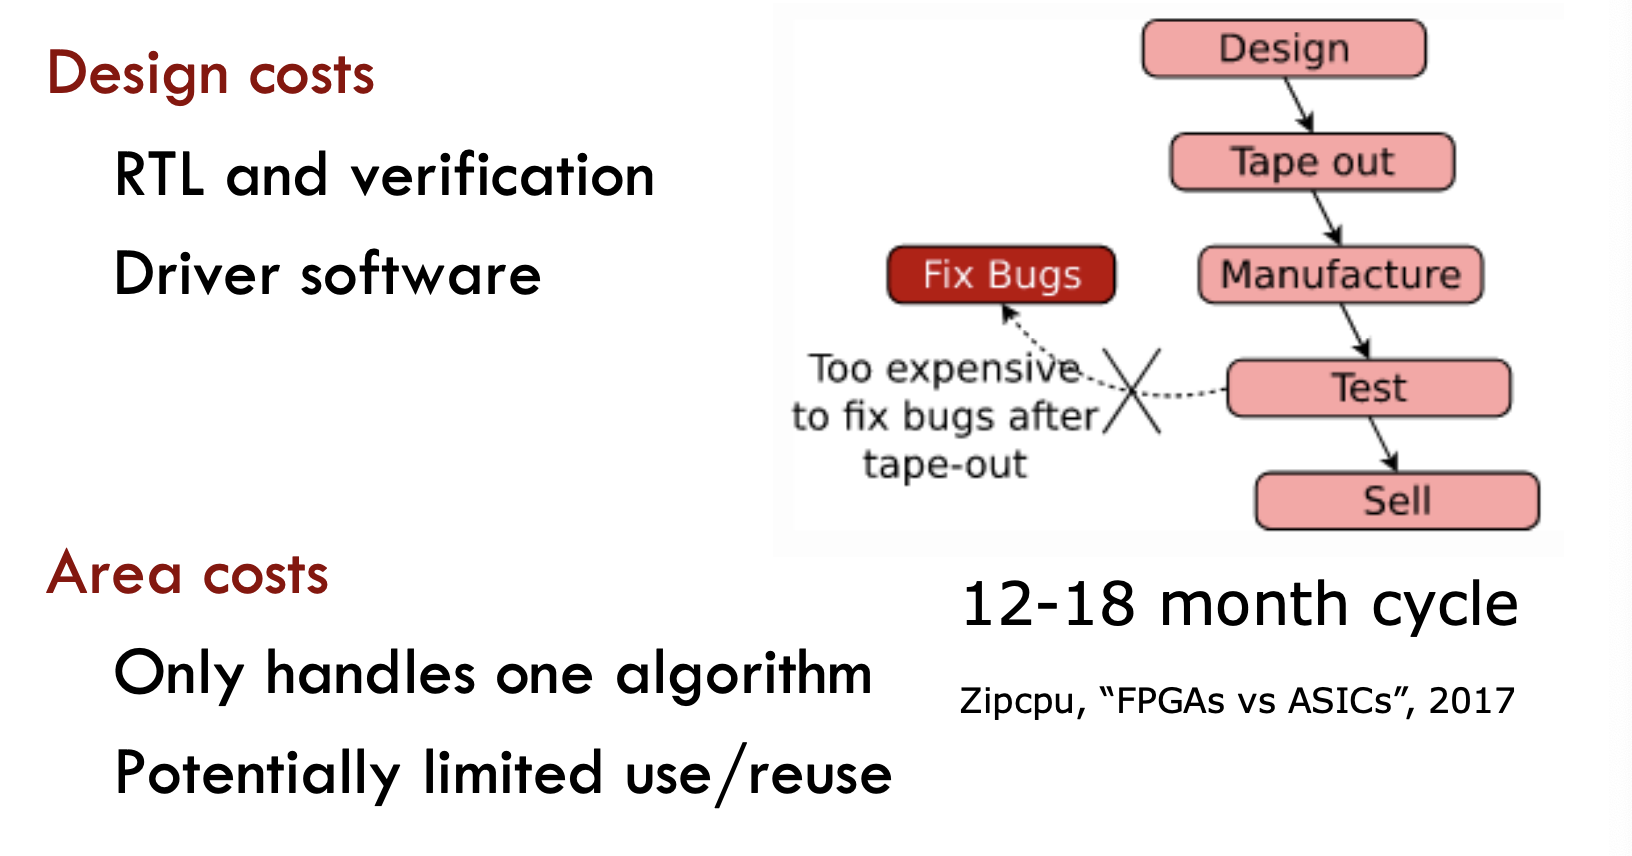 Design costs
RTL and verification
Driver software
Area costs
Only handles one algorithm
Potentially limited use/reuse
Design
Tape out
Manufacture
Fix Bugs
Too expensive
to fix bugs after
tape-out
Test
Sell
12-18 month cycle
Zipcpu, “FPGAs vs ASICs”, 2017